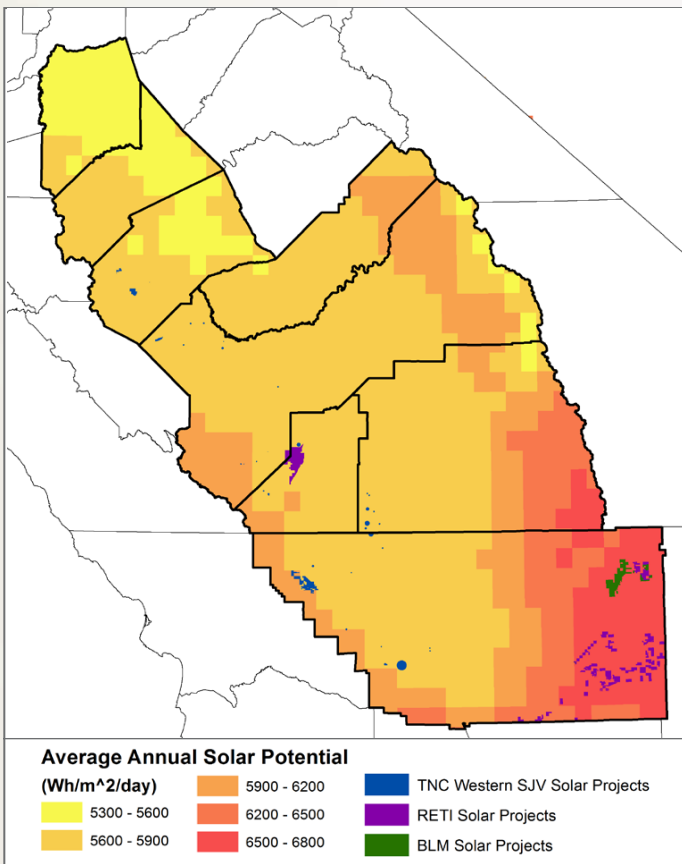 Average Annual Solar Potential
(Wh/m^2/day)
5300 - 5600
5600 - 5900
5900 - 6200
6200 - 6500
6500 - 6800
TNC Western SJV Solar Projects
RETI Solar Projects
BLM Solar Projects